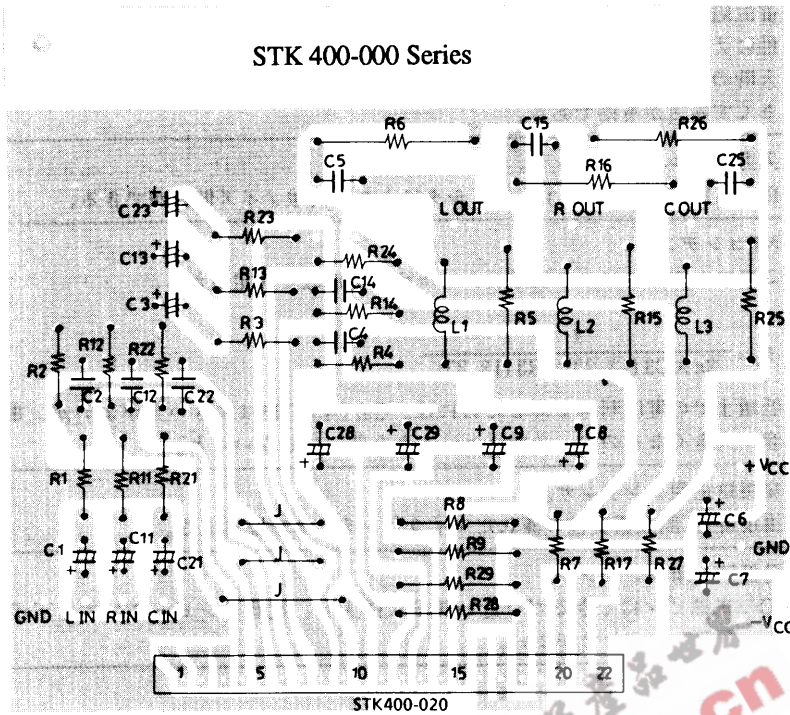 STK 400-000 Series
R6
C15
R26
C5
R16
C25
C23
L OUT
R OUT
C OUT
R23
C13
R24
R13
C14
R14
C3
R3
C4
R4
L1
R5
L2
R15
L3
R25
R2
R12
R22
C2
C12
C22
C28
C29
C9
C8
+ VCC
R1
R11
R21
J
R8
C6
C1
C11
C21
J
R9
R7
R17
R27
GND
R29
C7
J
R28
GND L IN R IN C IN
-VCC
1 5 10 15 20 22
STK400-020
cn